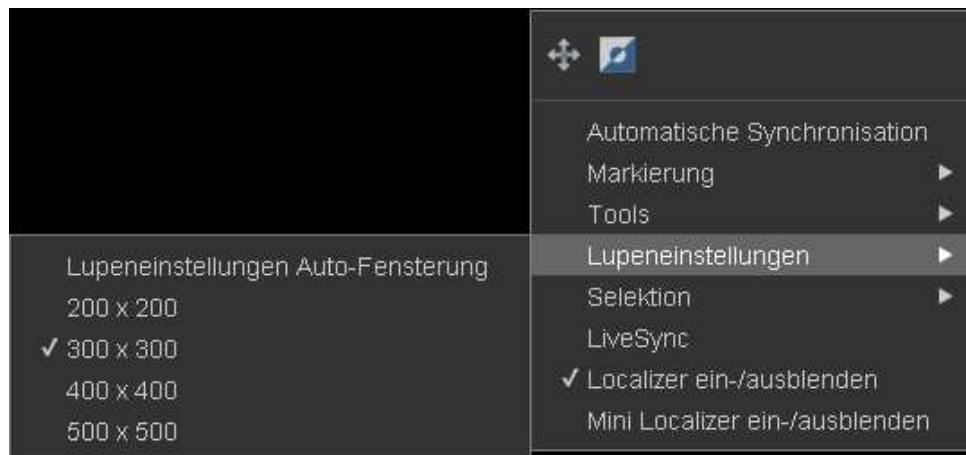 Automatische Synchronisation
Markierung
Tools
Lupeneinstellungen
Selektion
LiveSync
Localizer ein-/ausblenden
Mini Localizer ein-/ausblenden
Lupeneinstellungen Auto-Fensterung
200 x 200
300 x 300
400 x 400
500 x 500